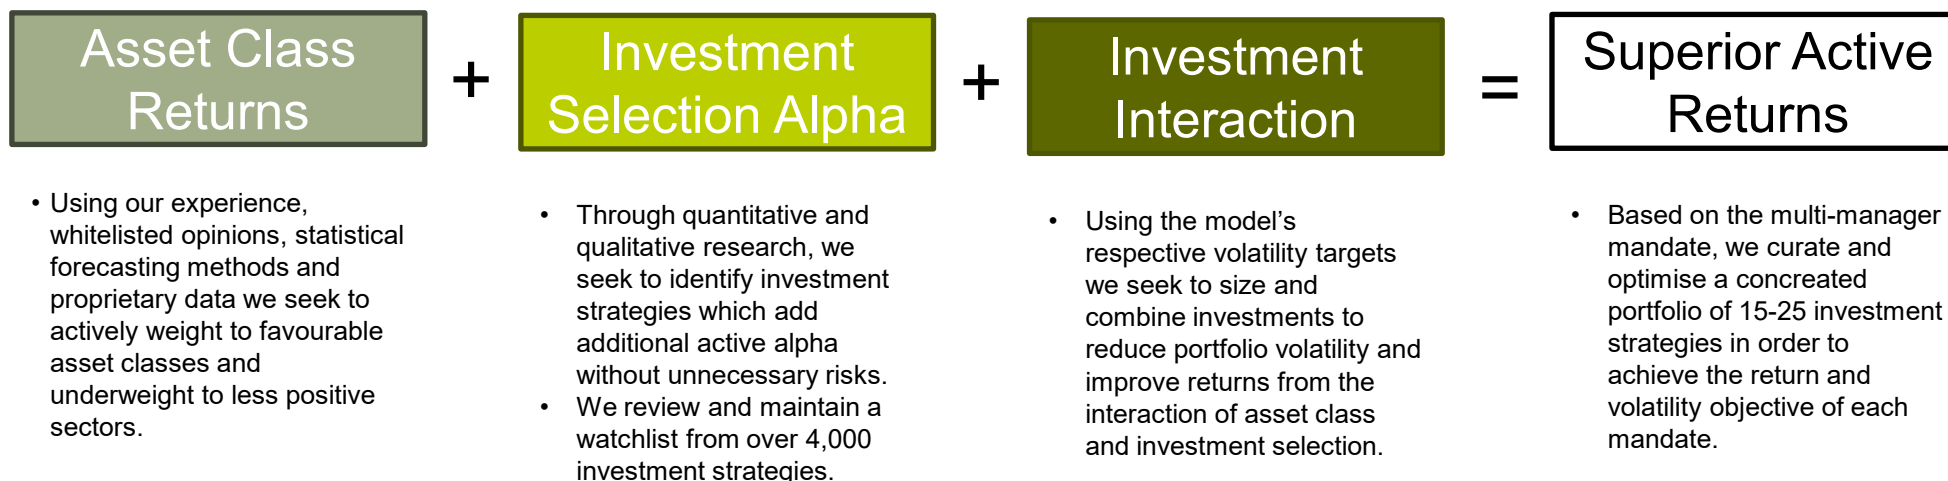 Asset Class
Returns
+
Investment
Selection Alpha
+
Investment
Interaction
=
Superior Active
Returns
• Using our experience,
whitelisted opinions, statistical
forecasting methods and
proprietary data we seek to
actively weight to favourable
asset classes and
underweight to less positive
sectors.
• Through quantitative and
qualitative research, we
seek to identify investment
strategies which add
additional active alpha
without unnecessary risks.
• We review and maintain a
watchlist from over 4,000
investment strategies.
• Using the model’s
respective volatility targets
we seek to size and
combine investments to
reduce portfolio volatility and
improve returns from the
interaction of asset class
and investment selection.
• Based on the multi-manager
mandate, we curate and
optimise a concreated
portfolio of 15-25 investment
strategies in order to
achieve the return and
volatility objective of each
mandate.